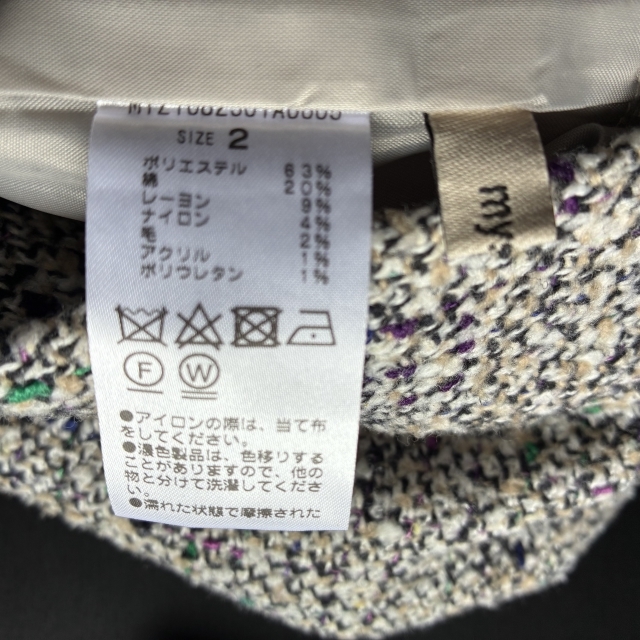 SIZE 2
ポリエステル 63%
綿 20%
レーヨン 9%
ナイロン 4%
毛 2%
アクリル 1%
ポリウレタン 1%
F W
●アイロンの際は、当て布
をしてください。
●濃色製品は、色移りする
ことがありますので、他の
物と分けて洗濯してくださ
い。
●濡れた状態で摩擦された
my